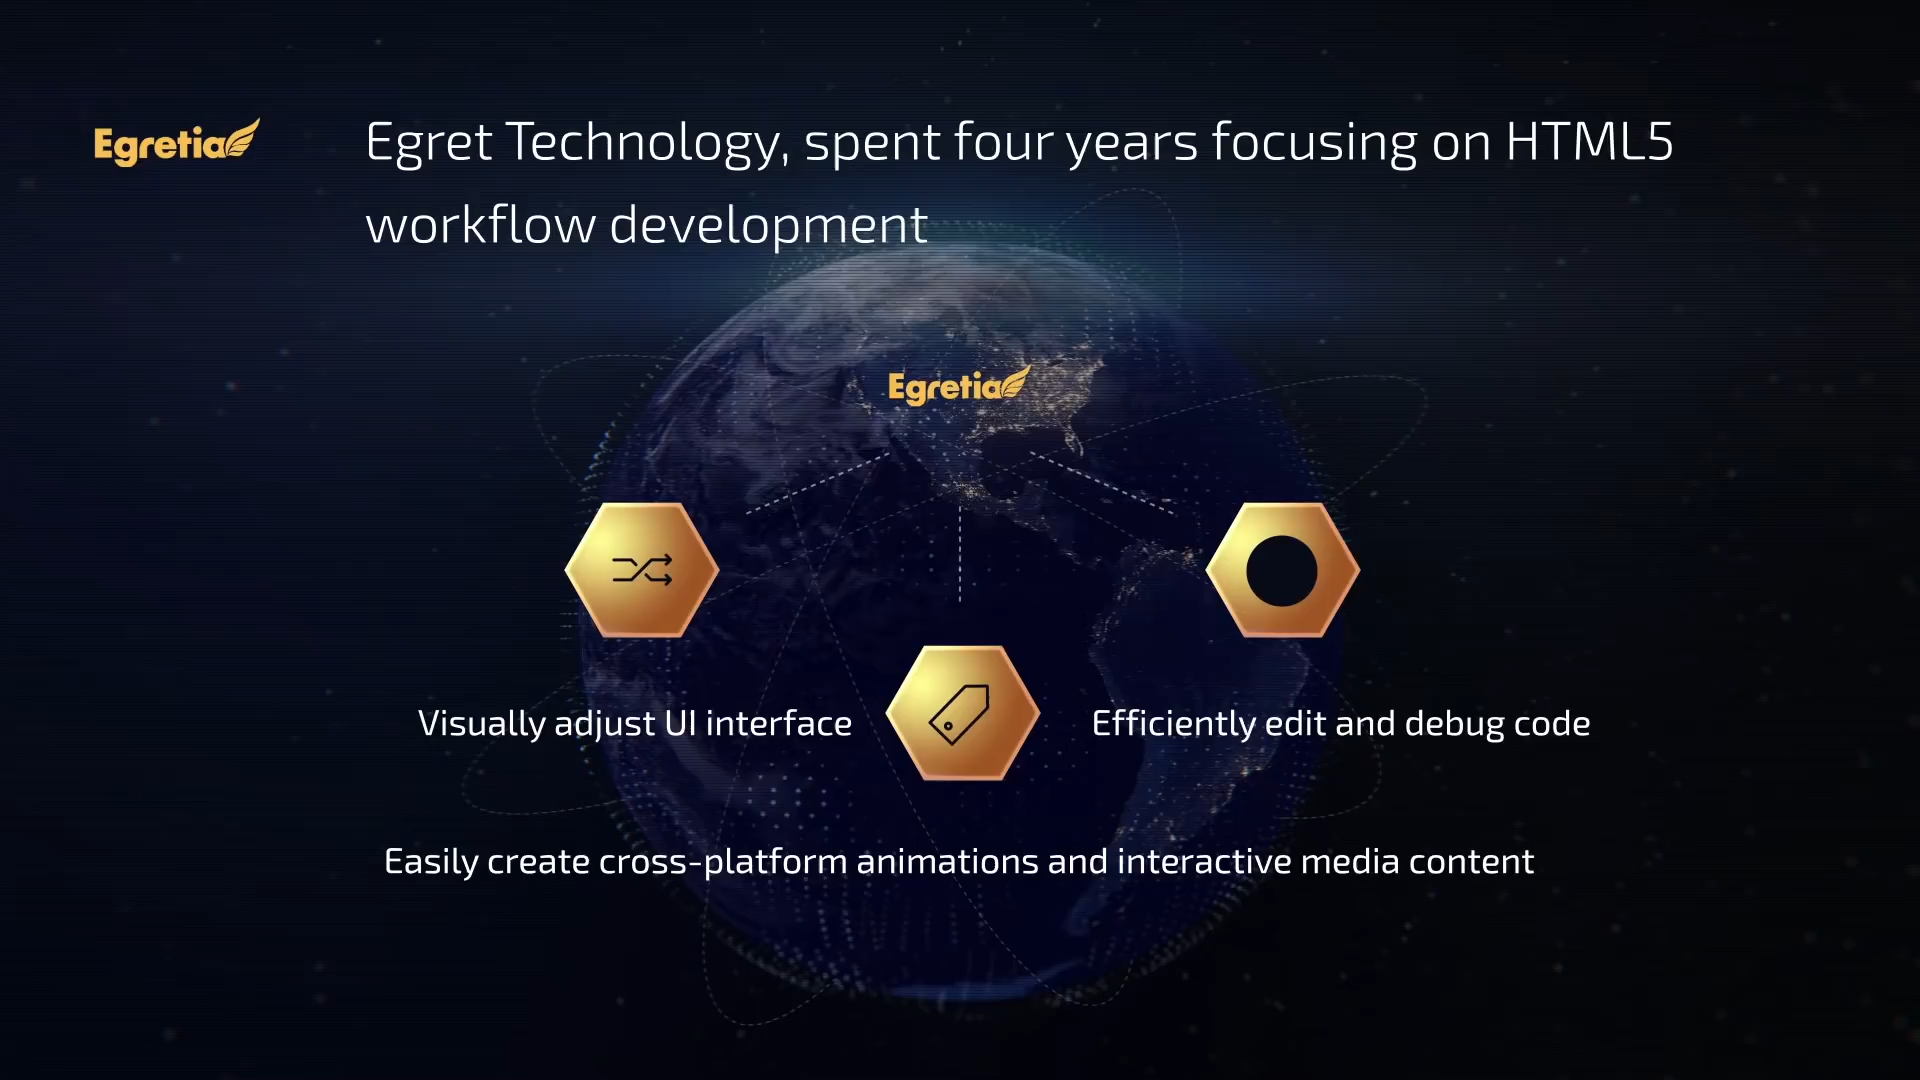 Egretia
Egret Technology, spent four years focusing on HTML5
workflow development
Egretia
Visually adjust UI interface
Efficiently edit and debug code
Easily create cross-platform animations and interactive media content